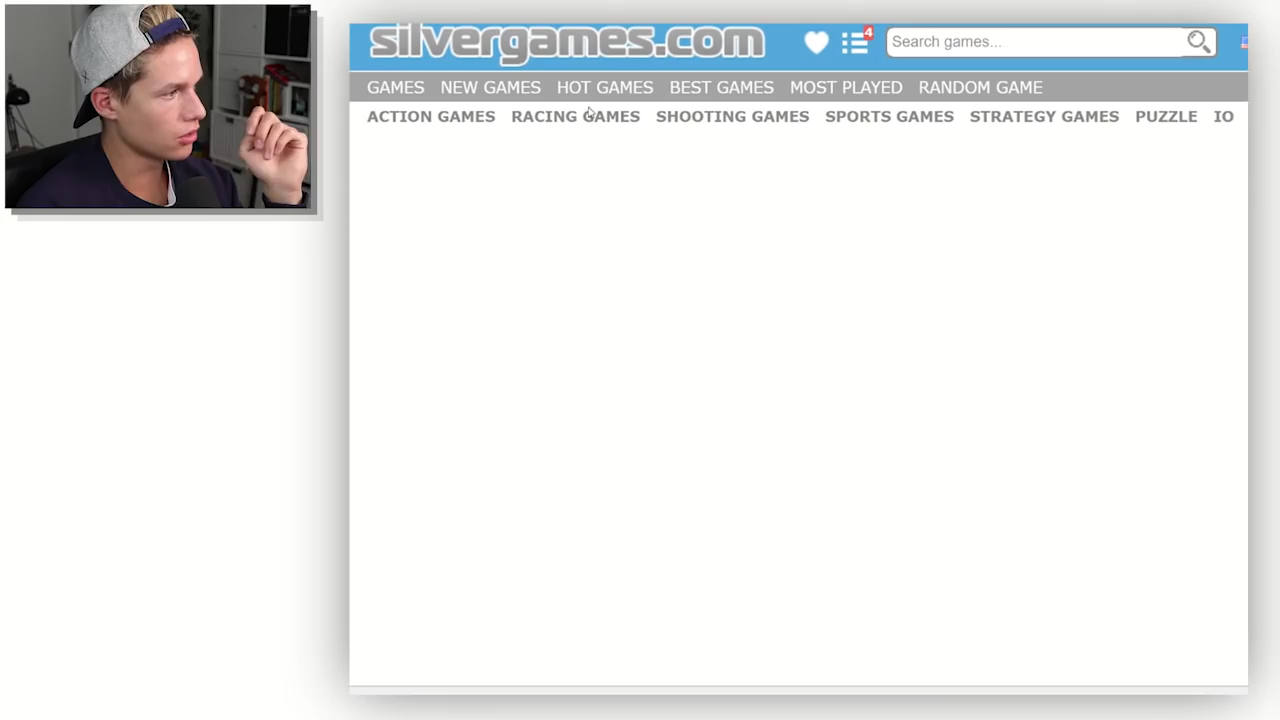 silvergames.com
4
Search games...
GAMES NEW GAMES HOT GAMES BEST GAMES MOST PLAYED RANDOM GAME
ACTION GAMES RACING GAMES SHOOTING GAMES SPORTS GAMES STRATEGY GAMES PUZZLE IO